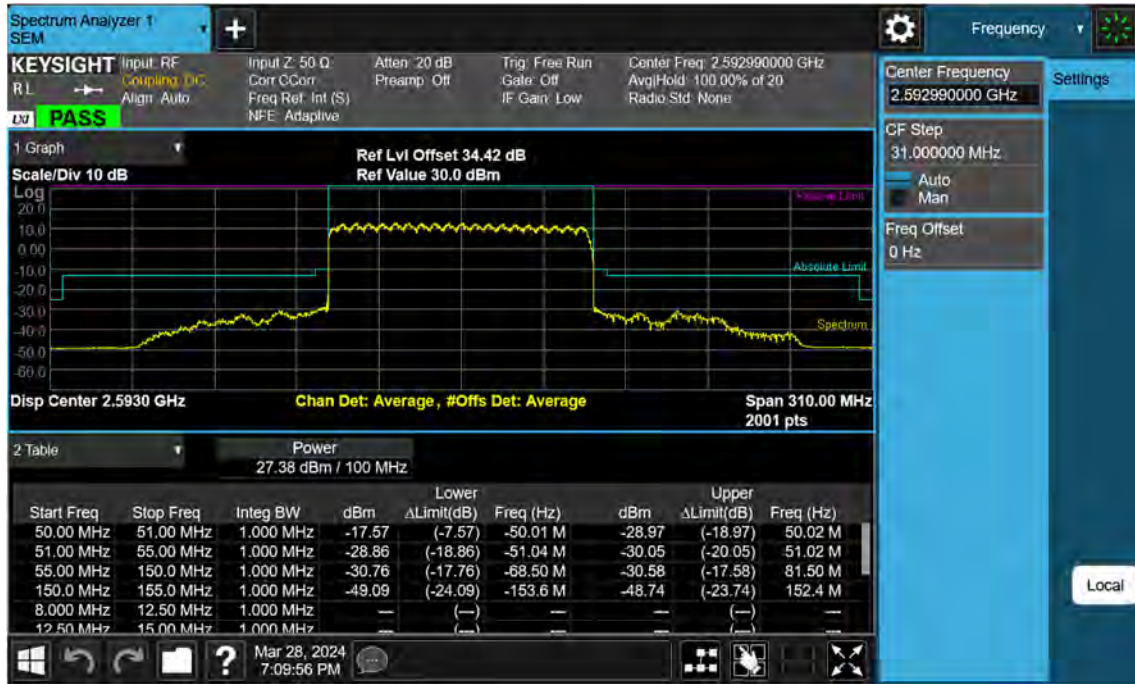 Spectrum Analyzer 1
SEM
+
Frequency
KEYSIGHT
RL
LXI
PASS
Input: RF
Coupling: DC
Align: Auto
Input Z: 50 Ω
Corr CCorr
Freq Ref: Int (S)
NFE: Adaptive
Atten: 20 dB
Preamp: Off
Trig: Free Run
Gate: Off
IF Gain: Low
Center Freq: 2.592990000 GHz
Avg|Hold: 100.00% of 20
Radio Std: None
Center Frequency
2.592990000 GHz
Settings
CF Step
31.000000 MHz
Auto
Man
Freq Offset
0 Hz
Local
1 Graph
Scale/Div 10 dB
Ref Lvl Offset 34.42 dB
Ref Value 30.0 dBm
Log
20.0
10.0
0.00
-10.0
-20.0
-30.0
-40.0
-50.0
-60.0
Relative Limit
Absolute Limit
Spectrum
Disp Center 2.5930 GHz
Chan Det: Average, #Offs Det: Average
Span 310.00 MHz
2001 pts
2 Table
Power
27.38 dBm / 100 MHz
Lower Upper
Start Freq Stop Freq Integ BW dBm ΔLimit(dB) Freq (Hz) dBm ΔLimit(dB) Freq (Hz)
50.00 MHz 51.00 MHz 1.000 MHz -17.57 (-7.57) -50.01 M -28.97 (-18.97) 50.02 M
51.00 MHz 55.00 MHz 1.000 MHz -28.86 (-18.86) -51.04 M -30.05 (-20.05) 51.02 M
55.00 MHz 150.0 MHz 1.000 MHz -30.76 (-17.76) -68.50 M -30.58 (-17.58) 81.50 M
150.0 MHz 155.0 MHz 1.000 MHz -49.09 (-24.09) -153.6 M -48.74 (-23.74) 152.4 M
8.000 MHz 12.50 MHz 1.000 MHz --- (---) --- --- (---) ---
12.50 MHz 15.00 MHz 1.000 MHz --- (---) --- --- (---) ---
?
Mar 28, 2024
7:09:56 PM